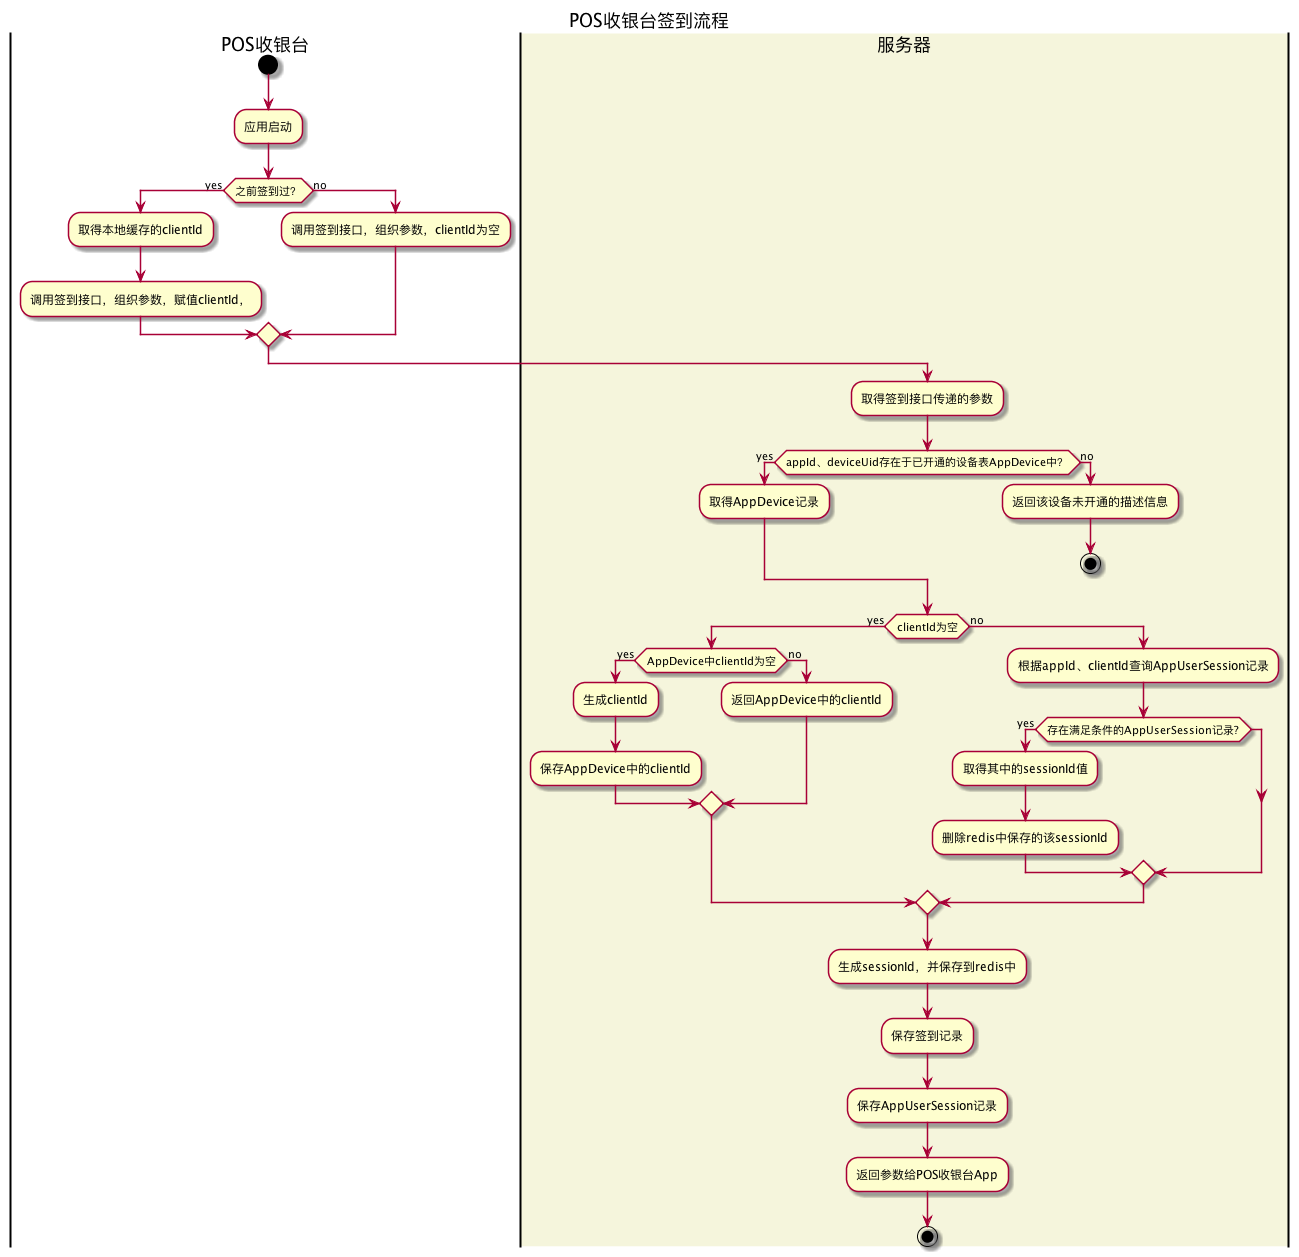 POS收银台签到流程
POS收银台
服务器
应用启动
之前签到过?
yes
no
取得本地缓存的clientId
调用签到接口，组织参数，clientId为空
调用签到接口，组织参数，赋值clientId，
取得签到接口传递的参数
appId、deviceUid存在于已开通的设备表AppDevice中?
yes
no
取得AppDevice记录
返回该设备未开通的描述信息
clientId为空
yes
no
AppDevice中clientId为空
yes
no
根据appId、clientId查询AppUserSession记录
生成clientId
返回AppDevice中的clientId
存在满足条件的AppUserSession记录?
yes
保存AppDevice中的clientId
取得其中的sessionId值
删除redis中保存的该sessionId
生成sessionId，并保存到redis中
保存签到记录
保存AppUserSession记录
返回参数给POS收银台App